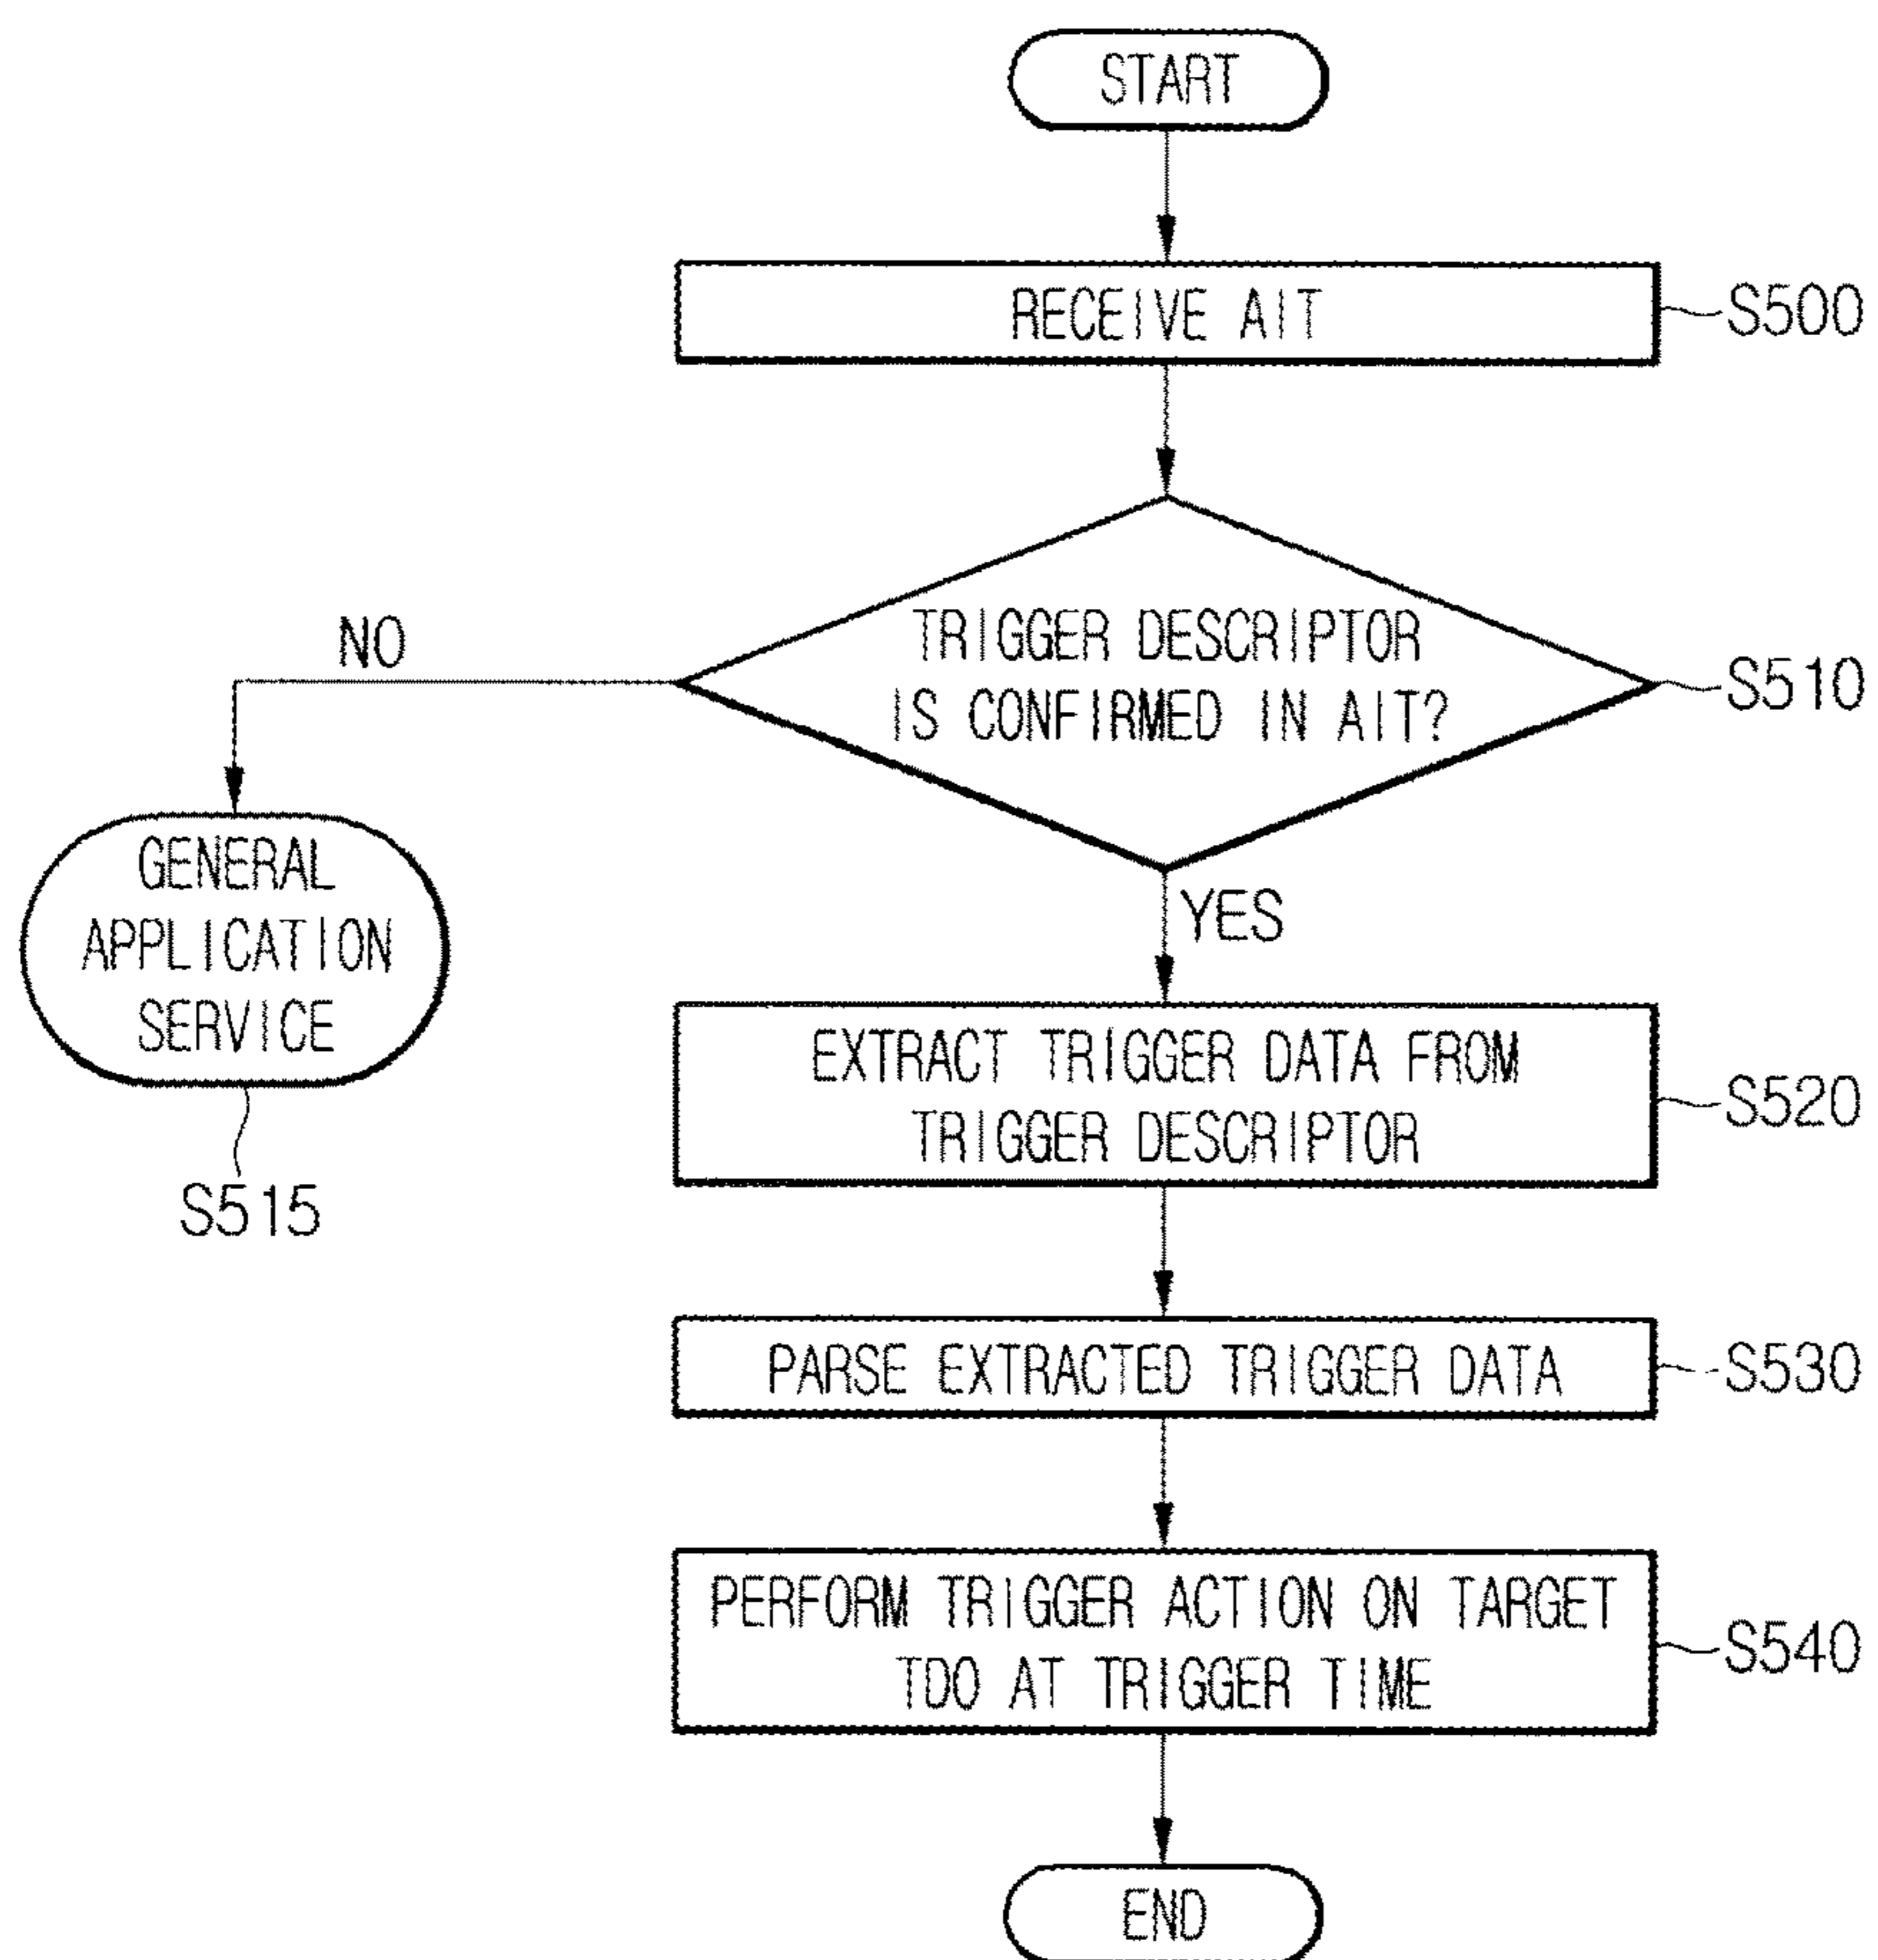 START
RECEIVE AIT
S500
TRIGGER DESCRIPTOR
IS CONFIRMED IN AIT?
S510
NO
YES
GENERAL
APPLICATION
SERVICE
S515
EXTRACT TRIGGER DATA FROM
TRIGGER DESCRIPTOR
S520
PARSE EXTRACTED TRIGGER DATA
S530
PERFORM TRIGGER ACTION ON TARGET
TDO AT TRIGGER TIME
S540
END